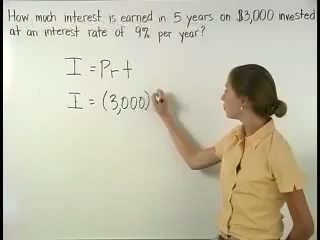 How much interest is earned in 5 years on $3,000 invested
at an interest rate of 9% per year?
I = Prt
I = (3,000)